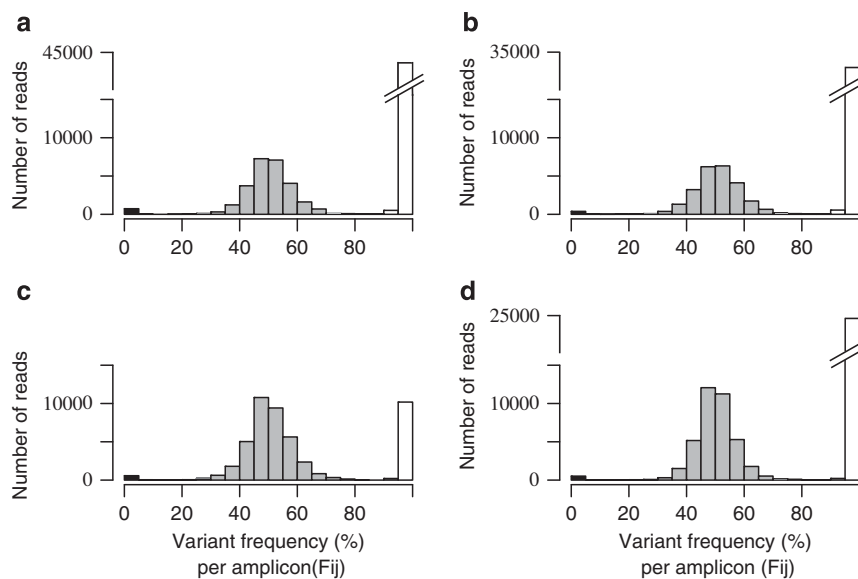 a
45000
10000
0
Number of reads
0 20 40 60 80
b
35000
10000
0
Number of reads
0 20 40 60 80
c
10000
0
Number of reads
0 20 40 60 80
Variant frequency (%)
per amplicon(Fij)
d
25000
10000
0
Number of reads
0 20 40 60 80
Variant frequency (%)
per amplicon (Fij)